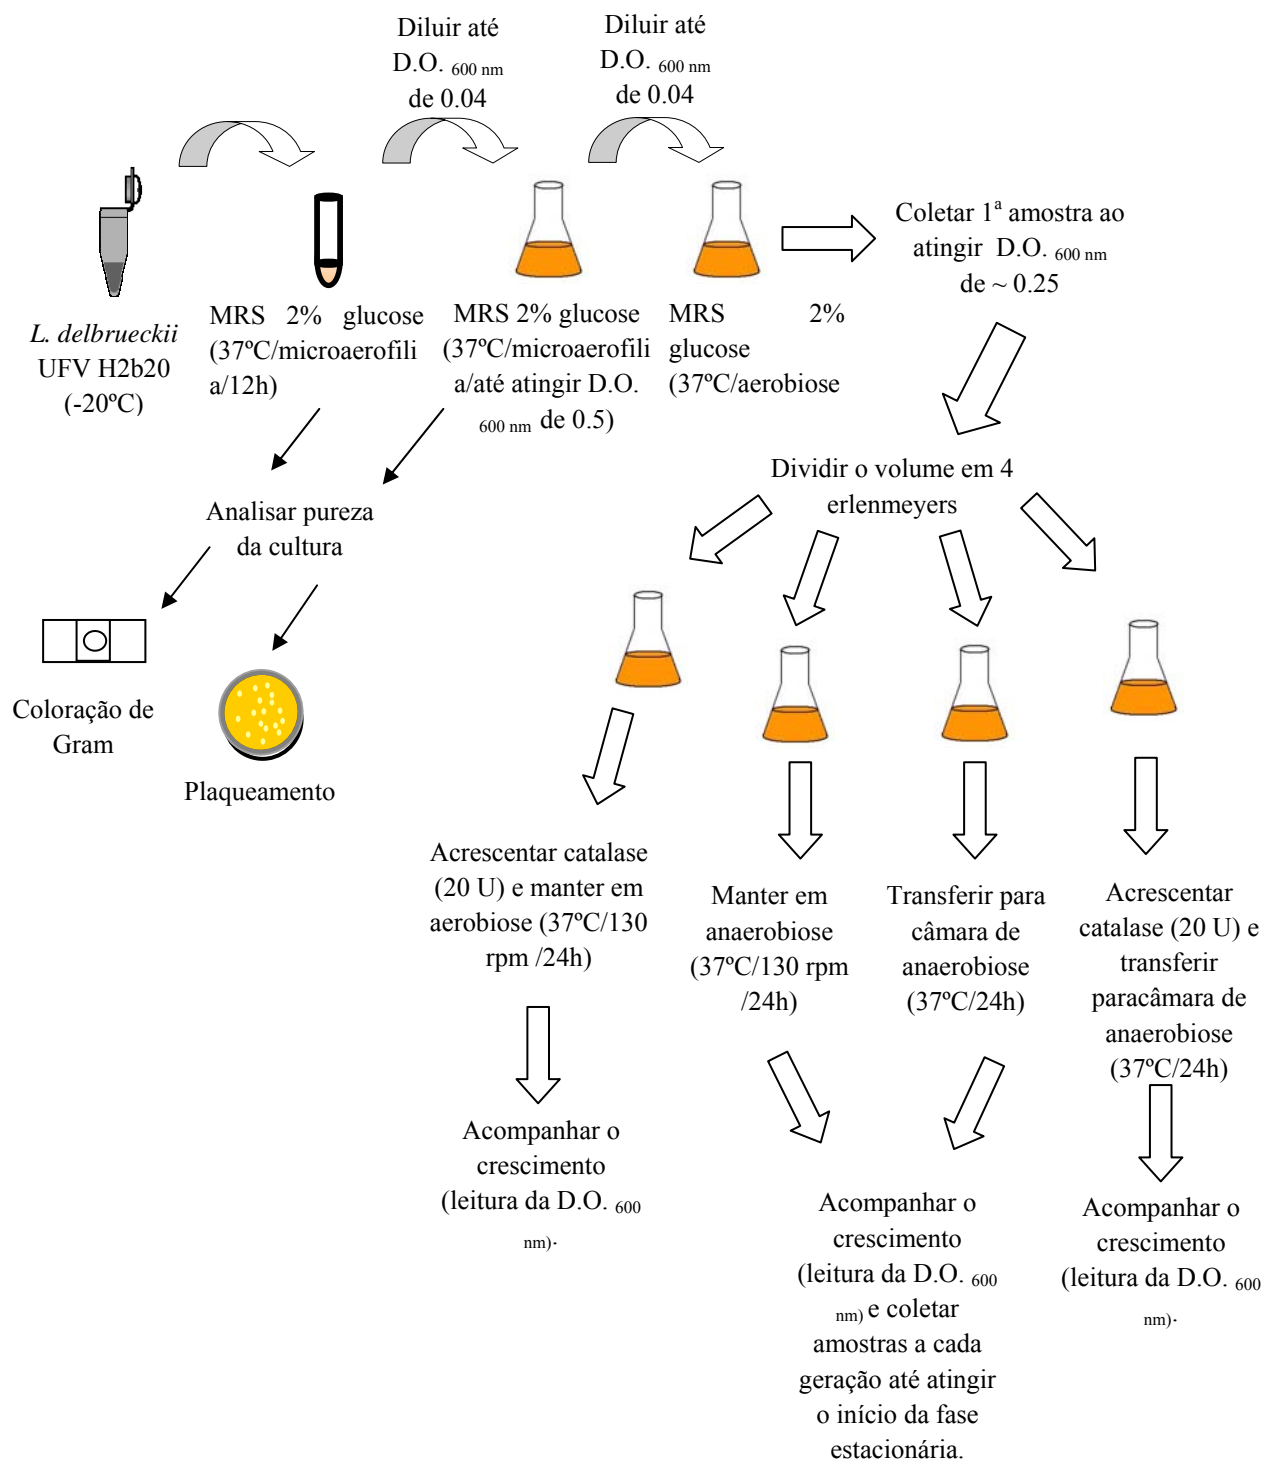 Diluir até
D.O. 600 nm
de 0.04
Diluir até
D.O. 600 nm
de 0.04
L. delbrueckii
UFV H2b20
(-20ºC)
MRS 2% glucose
(37ºC/microaerofili
a/12h)
MRS 2% glucose
(37ºC/microaerofili
a/até atingir D.O.
600 nm de 0.5)
MRS 2%
glucose
(37ºC/aerobiose
Coletar 1ª amostra ao
atingir D.O. 600 nm
de ~ 0.25
Dividir o volume em 4
erlenmeyers
Analisar pureza
da cultura
Coloração de
Gram
Plaqueamento
Acrescentar catalase
(20 U) e manter em
aerobiose (37ºC/130
rpm /24h)
Manter em
anaerobiose
(37ºC/130 rpm
/24h)
Transferir para
câmara de
anaerobiose
(37ºC/24h)
Acrescentar
catalase (20 U) e
transferir
paracâmara de
anaerobiose
(37ºC/24h)
Acompanhar o
crescimento
(leitura da D.O. 600
nm).
Acompanhar o
crescimento
(leitura da D.O. 600
nm) e coletar
amostras a cada
geração até atingir
o início da fase
estacionária.
Acompanhar o
crescimento
(leitura da D.O. 600
nm).